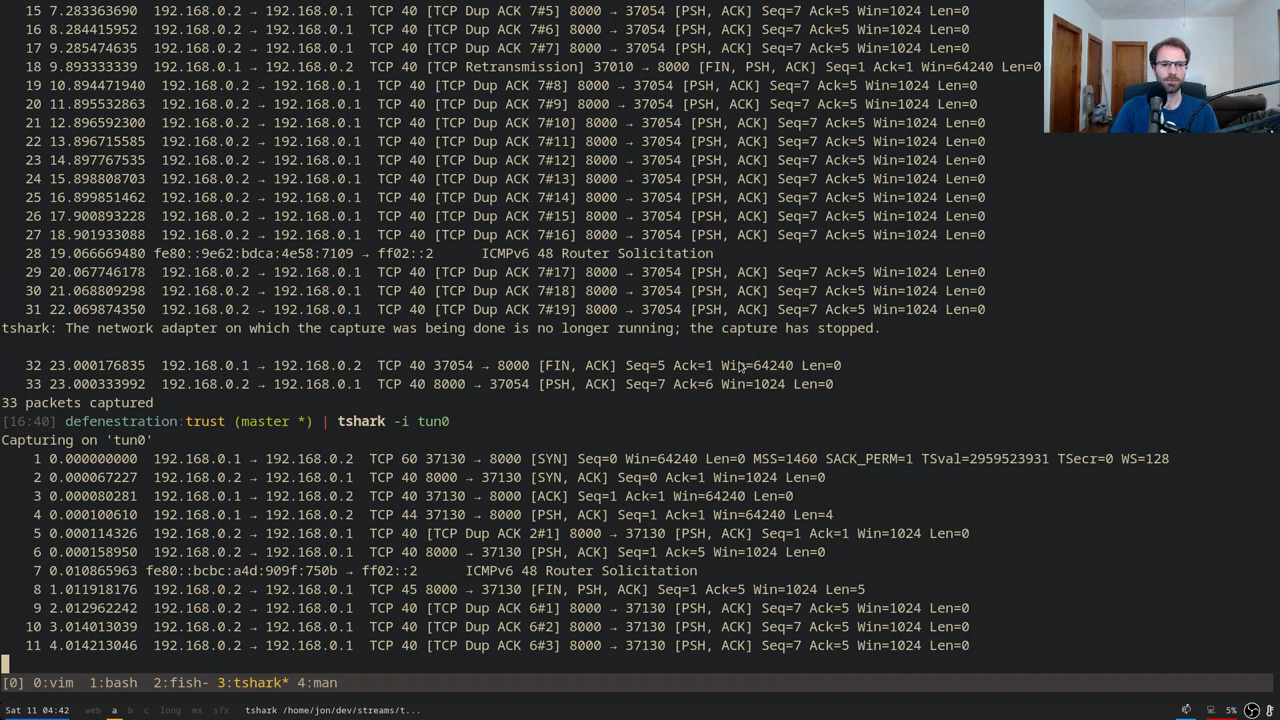 15 7.283363690 192.168.0.2 → 192.168.0.1 TCP 40 [TCP Dup ACK 7#5] 8000 → 37054 [PSH, ACK] Seq=7 Ack=5 Win=1024 Len=0
16 8.284415952 192.168.0.2 → 192.168.0.1 TCP 40 [TCP Dup ACK 7#6] 8000 → 37054 [PSH, ACK] Seq=7 Ack=5 Win=1024 Len=0
17 9.285474635 192.168.0.2 → 192.168.0.1 TCP 40 [TCP Dup ACK 7#7] 8000 → 37054 [PSH, ACK] Seq=7 Ack=5 Win=1024 Len=0
18 9.893333339 192.168.0.1 → 192.168.0.2 TCP 40 [TCP Retransmission] 37010 → 8000 [FIN, PSH, ACK] Seq=1 Ack=1 Win=64240 Len=0
19 10.894471940 192.168.0.2 → 192.168.0.1 TCP 40 [TCP Dup ACK 7#8] 8000 → 37054 [PSH, ACK] Seq=7 Ack=5 Win=1024 Len=0
20 11.895532863 192.168.0.2 → 192.168.0.1 TCP 40 [TCP Dup ACK 7#9] 8000 → 37054 [PSH, ACK] Seq=7 Ack=5 Win=1024 Len=0
21 12.896592300 192.168.0.2 → 192.168.0.1 TCP 40 [TCP Dup ACK 7#10] 8000 → 37054 [PSH, ACK] Seq=7 Ack=5 Win=1024 Len=0
22 13.896715585 192.168.0.2 → 192.168.0.1 TCP 40 [TCP Dup ACK 7#11] 8000 → 37054 [PSH, ACK] Seq=7 Ack=5 Win=1024 Len=0
23 14.897767535 192.168.0.2 → 192.168.0.1 TCP 40 [TCP Dup ACK 7#12] 8000 → 37054 [PSH, ACK] Seq=7 Ack=5 Win=1024 Len=0
24 15.898808703 192.168.0.2 → 192.168.0.1 TCP 40 [TCP Dup ACK 7#13] 8000 → 37054 [PSH, ACK] Seq=7 Ack=5 Win=1024 Len=0
25 16.899851462 192.168.0.2 → 192.168.0.1 TCP 40 [TCP Dup ACK 7#14] 8000 → 37054 [PSH, ACK] Seq=7 Ack=5 Win=1024 Len=0
26 17.900893228 192.168.0.2 → 192.168.0.1 TCP 40 [TCP Dup ACK 7#15] 8000 → 37054 [PSH, ACK] Seq=7 Ack=5 Win=1024 Len=0
27 18.901933088 192.168.0.2 → 192.168.0.1 TCP 40 [TCP Dup ACK 7#16] 8000 → 37054 [PSH, ACK] Seq=7 Ack=5 Win=1024 Len=0
28 19.066669480 fe80::9e62:bdca:4e58:7109 → ff02::2 ICMPv6 48 Router Solicitation
29 20.067746178 192.168.0.2 → 192.168.0.1 TCP 40 [TCP Dup ACK 7#17] 8000 → 37054 [PSH, ACK] Seq=7 Ack=5 Win=1024 Len=0
30 21.068809298 192.168.0.2 → 192.168.0.1 TCP 40 [TCP Dup ACK 7#18] 8000 → 37054 [PSH, ACK] Seq=7 Ack=5 Win=1024 Len=0
31 22.069874350 192.168.0.2 → 192.168.0.1 TCP 40 [TCP Dup ACK 7#19] 8000 → 37054 [PSH, ACK] Seq=7 Ack=5 Win=1024 Len=0
tshark: The network adapter on which the capture was being done is no longer running; the capture has stopped.
32 23.000176835 192.168.0.1 → 192.168.0.2 TCP 40 37054 → 8000 [FIN, ACK] Seq=5 Ack=1 Win=64240 Len=0
33 23.000333992 192.168.0.2 → 192.168.0.1 TCP 40 8000 → 37054 [PSH, ACK] Seq=7 Ack=6 Win=1024 Len=0
33 packets captured
[16:40] defenestration:trust (master *) | tshark -i tun0
Capturing on 'tun0'
1 0.000000000 192.168.0.1 → 192.168.0.2 TCP 60 37130 → 8000 [SYN] Seq=0 Win=64240 Len=0 MSS=1460 SACK_PERM=1 TSval=2959523931 TSecr=0 WS=128
2 0.000067227 192.168.0.2 → 192.168.0.1 TCP 40 8000 → 37130 [SYN, ACK] Seq=0 Ack=1 Win=1024 Len=0
3 0.000080281 192.168.0.1 → 192.168.0.2 TCP 40 37130 → 8000 [ACK] Seq=1 Ack=1 Win=64240 Len=0
4 0.000100610 192.168.0.1 → 192.168.0.2 TCP 44 37130 → 8000 [PSH, ACK] Seq=1 Ack=1 Win=64240 Len=4
5 0.000114326 192.168.0.2 → 192.168.0.1 TCP 40 [TCP Dup ACK 2#1] 8000 → 37130 [PSH, ACK] Seq=1 Ack=1 Win=1024 Len=0
6 0.000158950 192.168.0.2 → 192.168.0.1 TCP 40 8000 → 37130 [PSH, ACK] Seq=1 Ack=5 Win=1024 Len=0
7 0.010865963 fe80::bcbc:a4d:909f:750b → ff02::2 ICMPv6 48 Router Solicitation
8 1.011918176 192.168.0.2 → 192.168.0.1 TCP 45 8000 → 37130 [FIN, PSH, ACK] Seq=1 Ack=5 Win=1024 Len=5
9 2.012962242 192.168.0.2 → 192.168.0.1 TCP 40 [TCP Dup ACK 6#1] 8000 → 37130 [PSH, ACK] Seq=7 Ack=5 Win=1024 Len=0
10 3.014013039 192.168.0.2 → 192.168.0.1 TCP 40 [TCP Dup ACK 6#2] 8000 → 37130 [PSH, ACK] Seq=7 Ack=5 Win=1024 Len=0
11 4.014213046 192.168.0.2 → 192.168.0.1 TCP 40 [TCP Dup ACK 6#3] 8000 → 37130 [PSH, ACK] Seq=7 Ack=5 Win=1024 Len=0
[0] 0:vim 1:bash 2:fish- 3:tshark* 4:man
Sat 11 04:42 web a b c long mx sfx tshark /home/jon/dev/streams/t... 5%